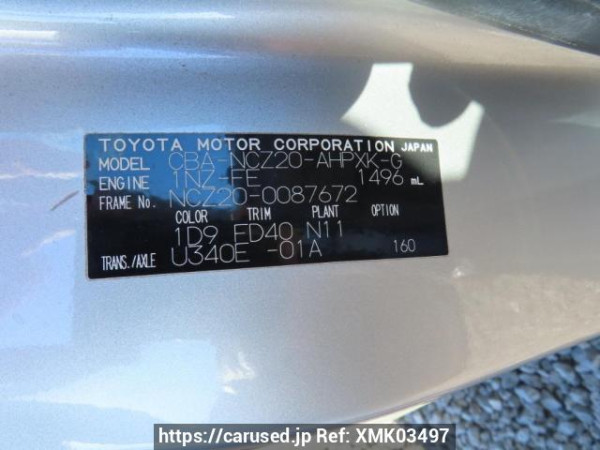 TOYOTA MOTOR CORPORATION JAPAN
MODEL CBA-NCZ20-AHPXK-G
ENGINE 1NZ-FE 1496 mL
FRAME No. NCZ20-0087672
COLOR TRIM PLANT OPTION
1D9 FD40 N11
TRANS./AXLE U340E -01A 160
https://carused.jp Ref: XMK03497